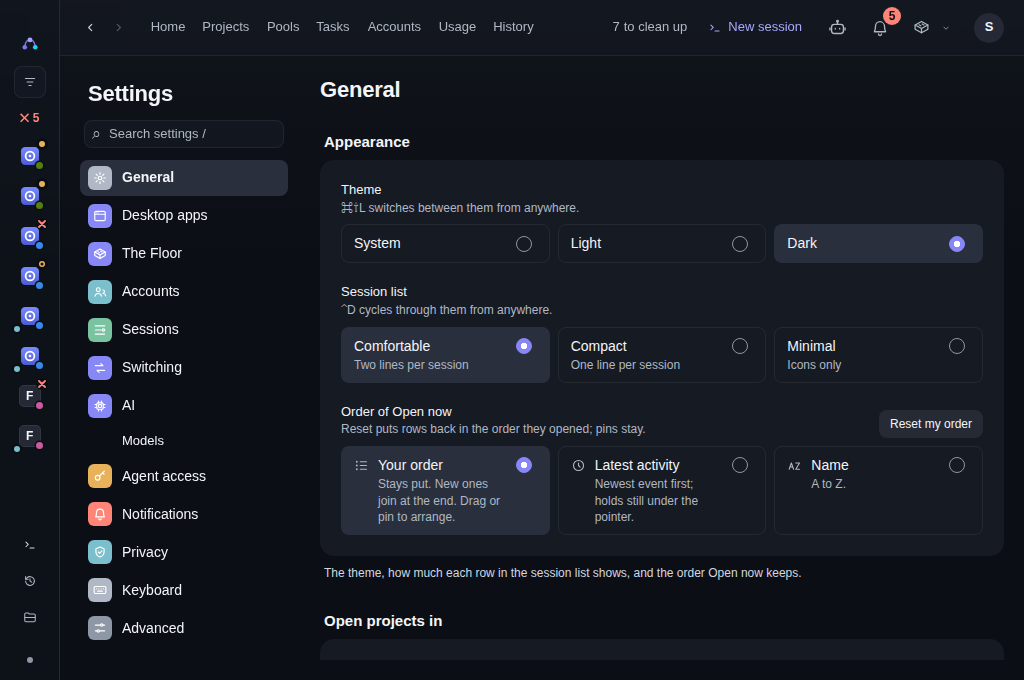 Home Projects Pools Tasks Accounts Usage History 7 to clean up New session 5 S
5
F
F
Settings
Search settings /
General
Desktop apps
The Floor
Accounts
Sessions
Switching
AI
Models
Agent access
Notifications
Privacy
Keyboard
Advanced
General
Appearance
Theme
⌘⇧L switches between them from anywhere.
System Light Dark
Session list
^D cycles through them from anywhere.
Comfortable
Two lines per session
Compact
One line per session
Minimal
Icons only
Order of Open now
Reset puts rows back in the order they opened; pins stay.
Reset my order
Your order
Stays put. New ones
join at the end. Drag or
pin to arrange.
Latest activity
Newest event first;
holds still under the
pointer.
AZ Name
A to Z.
The theme, how much each row in the session list shows, and the order Open now keeps.
Open projects in